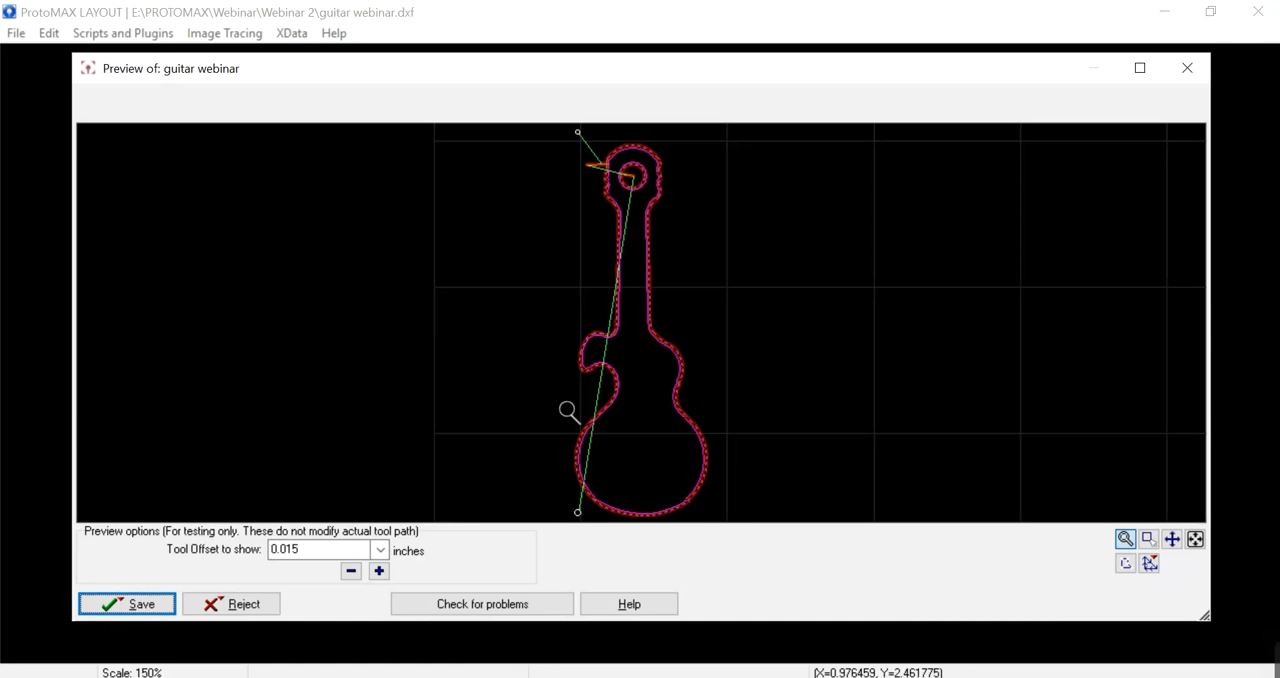 ProtoMAX LAYOUT | E:\PROTOMAX\Webinar\Webinar 2\guitar webinar.dxf
File Edit Scripts and Plugins Image Tracing XData Help
Preview of: guitar webinar
Preview options (For testing only. These do not modify actual tool path)
Tool Offset to show: 0.015 inches
Save Reject Check for problems Help
Scale: 150% (X=0.976459, Y=2.461775)